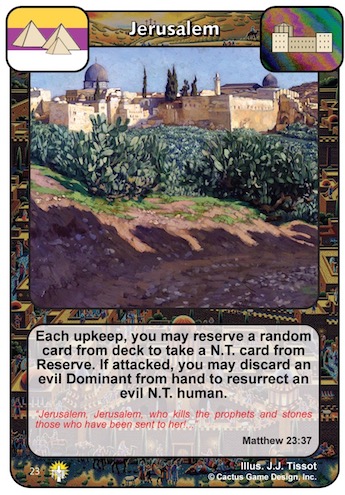 Jerusalem
Each upkeep, you may reserve a random
card from deck to take a N.T. card from
Reserve. If attacked, you may discard an
evil Dominant from hand to resurrect an
evil N.T. human.
"Jerusalem, Jerusalem, who kills the prophets and stones
those who have been sent to her!..
Matthew 23:37
23
Illus. J.J. Tissot
© Cactus Game Design, Inc.